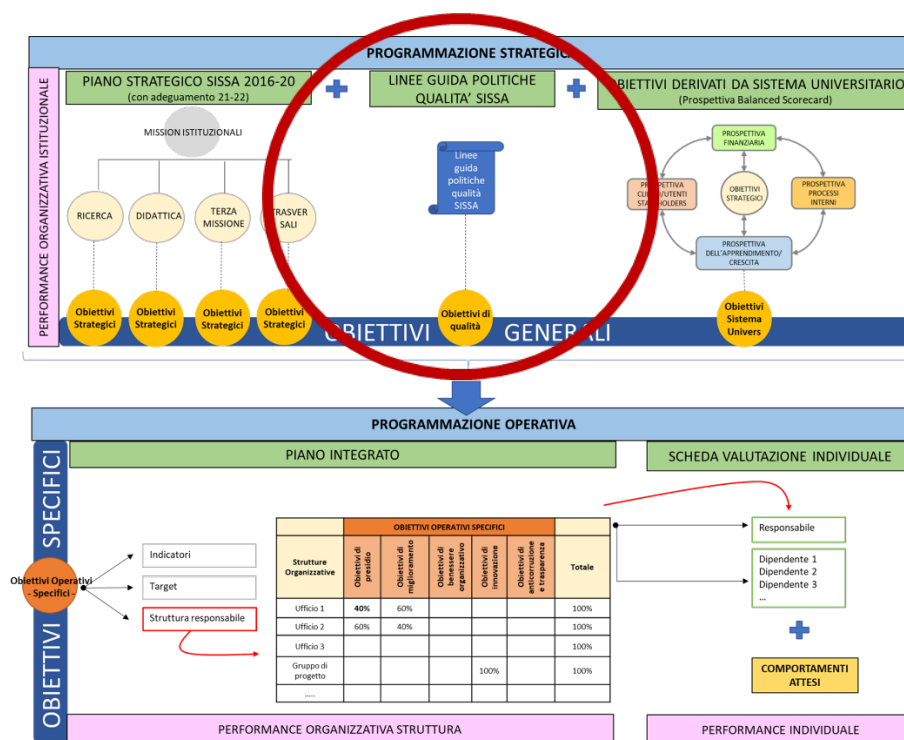 PROGRAMMAZIONE STRATEGICA
PERFORMANCE ORGANIZZATIVA ISTITUZIONALE
PIANO STRATEGICO SISSA 2016-20
(con adeguamento 21-22)
LINEE GUIDA POLITICHE
QUALITA' SISSA
OBIETTIVI DERIVATI DA SISTEMA UNIVERSITARIO
(Prospettiva Balanced Scorecard)
MISSION ISTITUZIONALI
RICERCA
DIDATTICA
TERZA
MISSIONE
TRASVER
SALI
Linee
guida
politiche
qualità
SISSA
PROSPETTIVA
FINANZIARIA
PROSPETTIVA
CLIENTI/UTENTI
STAKEHOLDERS
OBIETTIVI
STRATEGICI
PROSPETTIVA
PROCESSI
INTERNI
PROSPETTIVA
DELL'APPRENDIMENTO/
CRESCITA
Obiettivi
Strategici
Obiettivi
Strategici
Obiettivi
Strategici
Obiettivi
Strategici
Obiettivi di
qualità
Obiettivi
Sistema
Univers
OBIETTIVI GENERALI
PROGRAMMAZIONE OPERATIVA
OBIETTIVI SPECIFICI
PIANO INTEGRATO
SCHEDA VALUTAZIONE INDIVIDUALE
Obiettivi Operativi
- Specifici -
Indicatori
Target
Struttura responsabile
OBIETTIVI OPERATIVI SPECIFICI
Strutture
Organizzative
Obiettivi di
presidio
Obiettivi di
miglioramento
Obiettivi di
benessere
organizzativo
Obiettivi di
innovazione
Obiettivi di
anticorruzione
e trasparenza
Totale
Ufficio 1 40% 60% 100%
Ufficio 2 60% 40% 100%
Ufficio 3 100%
Gruppo di
progetto 100% 100%
.....
Responsabile
Dipendente 1
Dipendente 2
Dipendente 3
...
COMPORTAMENTI
ATTESI
PERFORMANCE ORGANIZZATIVA STRUTTURA
PERFORMANCE INDIVIDUALE